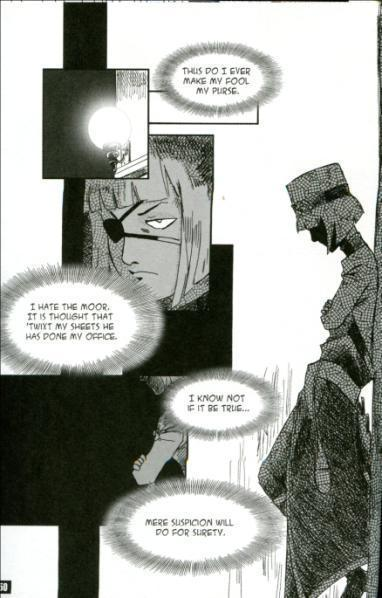 THUS DO I EVER
MAKE MY FOOL
MY PURSE.
I HATE THE MOOR.
IT IS THOUGHT THAT
'TWIXT MY SHEETS HE
HAS DONE MY OFFICE.
I KNOW NOT
IF IT BE TRUE...
MERE SUSPICION WILL
DO FOR SURETY.
60